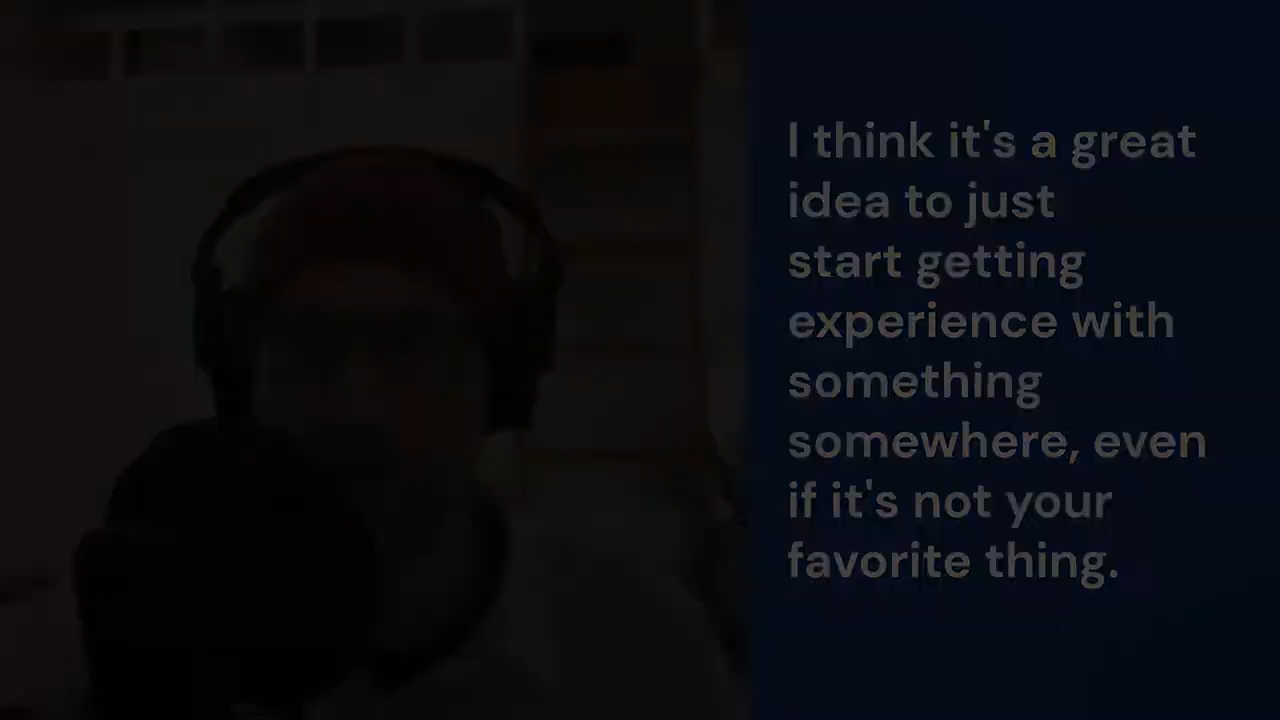 I think it's a great
idea to just
start getting
experience with
something
somewhere, even
if it's not your
favorite thing.